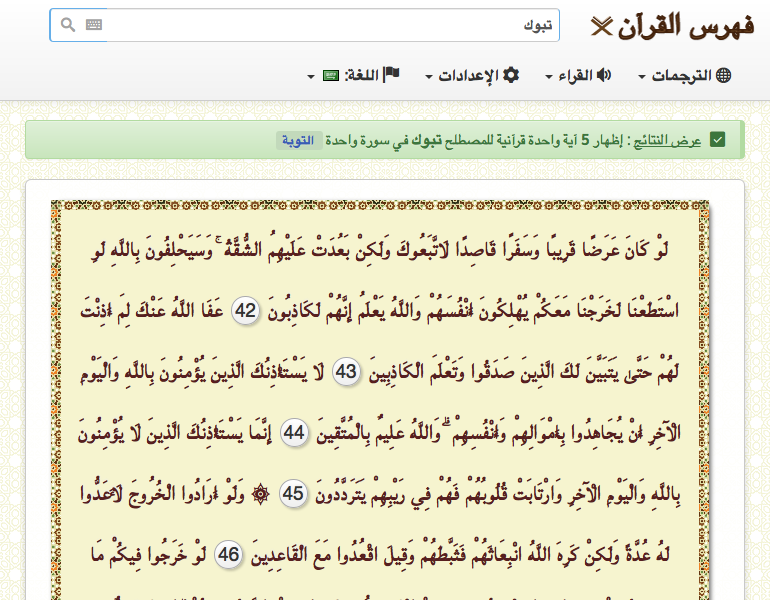 فهرس القرآن
تبوك
الترجمات
القراء
الإعدادات
اللغة:
عرض النتائج : إظهار 5 آية واحدة قرآنية للمصطلح تبوك في سورة واحدة التوبة
لَوْ كَانَ عَرَضًا قَرِيبًا وَسَفَرًا قَاصِدًا لَاتَّبَعُوكَ وَلَكِنْ بَعُدَتْ عَلَيْهِمُ الشُّقَّةُ ۚ وَسَيَحْلِفُونَ بِاللَّهِ لَوِ
اسْتَطَعْنَا لَخَرَجْنَا مَعَكُمْ يُهْلِكُونَ أَنْفُسَهُمْ وَاللَّهُ يَعْلَمُ إِنَّهُمْ لَكَاذِبُونَ 42 عَفَا اللَّهُ عَنْكَ لِمَ أَذِنْتَ
لَهُمْ حَتَّىٰ يَتَبَيَّنَ لَكَ الَّذِينَ صَدَقُوا وَتَعْلَمَ الْكَاذِبِينَ 43 لَا يَسْتَأْذِنُكَ الَّذِينَ يُؤْمِنُونَ بِاللَّهِ وَالْيَوْمِ
الْآخِرِ أَنْ يُجَاهِدُوا بِأَمْوَالِهِمْ وَأَنْفُسِهِمْ ۗ وَاللَّهُ عَلِيمٌ بِالْمُتَّقِينَ 44 إِنَّمَا يَسْتَأْذِنُكَ الَّذِينَ لَا يُؤْمِنُونَ
بِاللَّهِ وَالْيَوْمِ الْآخِرِ وَارْتَابَتْ قُلُوبُهُمْ فَهُمْ فِي رَيْبِهِمْ يَتَرَدَّدُونَ 45 ۞ وَلَوْ أَرَادُوا الْخُرُوجَ لَأَعَدُّوا
لَهُ عُدَّةً وَلَكِنْ كَرِهَ اللَّهُ انْبِعَاثَهُمْ فَثَبَّطَهُمْ وَقِيلَ اقْعُدُوا مَعَ الْقَاعِدِينَ 46 لَوْ خَرَجُوا فِيكُمْ مَا